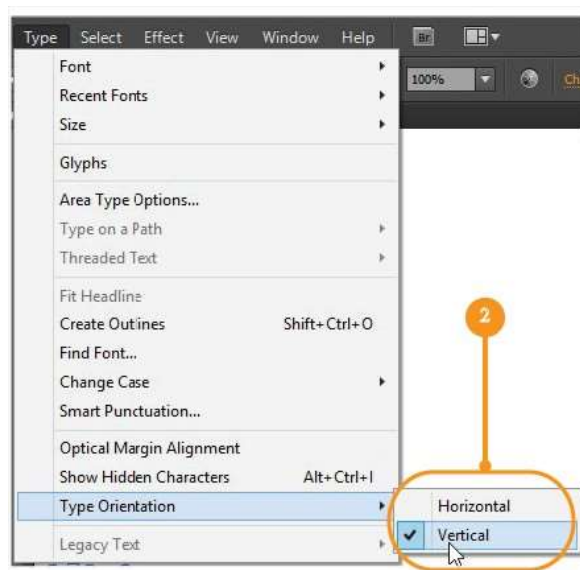 Type Select Effect View Window Help Br
Font
Recent Fonts
Size
100%
Glyphs
Area Type Options...
Type on a Path
Threaded Text
Fit Headline
Create Outlines Shift+Ctrl+O
2
Find Font...
Change Case
Smart Punctuation...
Optical Margin Alignment
Show Hidden Characters Alt+Ctrl+I
Type Orientation Horizontal
Vertical
Legacy Text